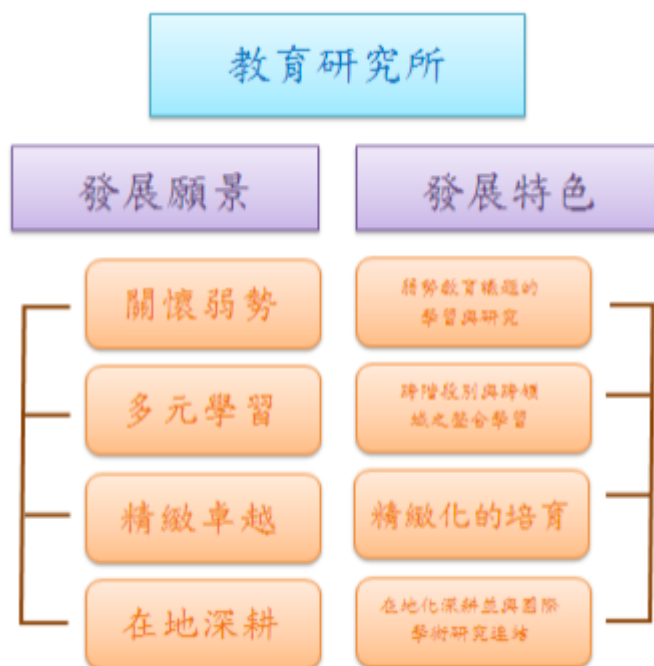 教育研究所
發展願景
發展特色
關懷弱勢
多元學習
精緻卓越
在地深耕
弱勢教育議題的
學習與研究
跨階段別與跨領
域之整合學習
精緻化的培育
在地化深耕並與國際
學術研究連結